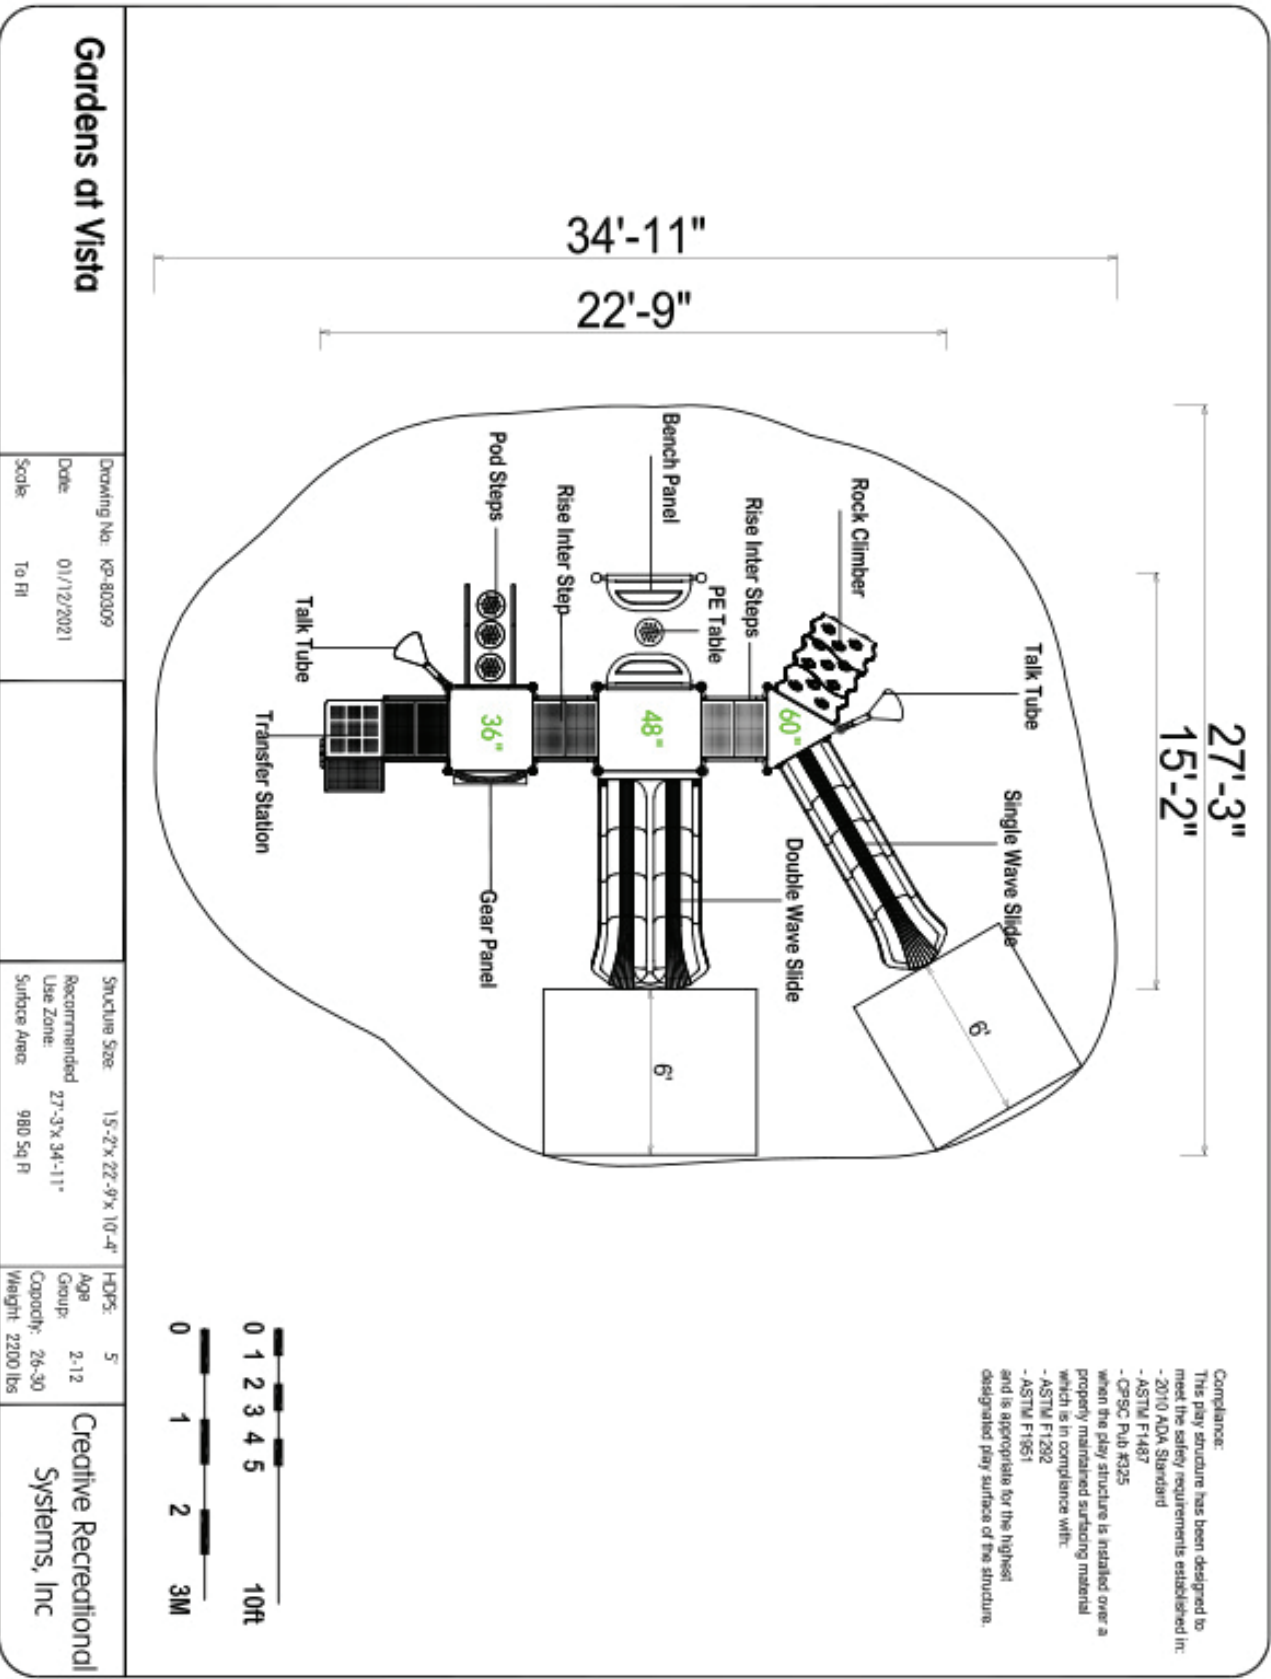 Compliance:
This play structure has been designed to
meet the safety requirements established in:
- 2010 ADA Standard
- ASTM F1487
- CPSC Pub #325
when the play structure is installed over a
properly maintained surfacing material
which is in compliance with:
- ASTM F1292
- ASTM F1951
and is appropriate for the highest
designated play surface of the structure.
27'-3"
15'-2"
34'-11"
22'-9"
Talk Tube
Single Wave Slide
Rock Climber
Rise Inter Steps
PE Table
Bench Panel
Double Wave Slide
Rise Inter Step
Pod Steps
Gear Panel
Talk Tube
Transfer Station
60"
48"
36"
6'
6'
0 1 2 3 4 5 10ft
0 1 2 3M
Gardens at Vista
Drawing No: KP-80309
Date: 01/12/2021
Scale: To Fit
Structure Size: 15'-2"x 22'-9"x 10'-4"
Recommended
Use Zone: 27'-3"x 34'-11"
Surface Area: 980 Sq Ft
HDPS: 5'
Age
Group: 2-12
Capacity: 26-30
Weight: 2200 lbs
Creative Recreational
Systems, Inc